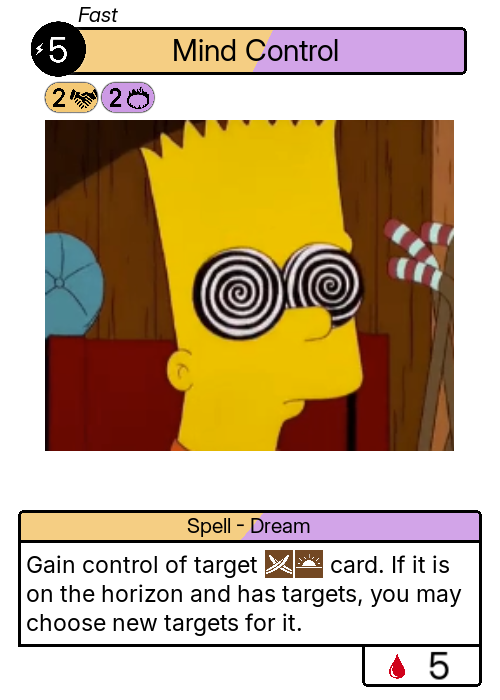 Fast
5
Mind Control
2 2
Spell - Dream
Gain control of target card. If it is
on the horizon and has targets, you may
choose new targets for it.
5